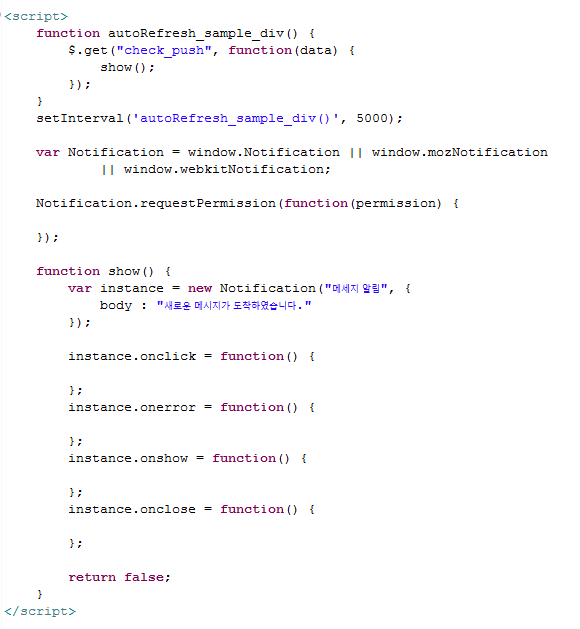 <script>
    function autoRefresh_sample_div() {
        $.get("check_push", function(data) {
            show();
        });
    }
    setInterval('autoRefresh_sample_div()', 5000);

    var Notification = window.Notification || window.mozNotification
            || window.webkitNotification;

    Notification.requestPermission(function(permission) {

    });

    function show() {
        var instance = new Notification("메세지 알림", {
            body : "새로운 메시지가 도착하였습니다."
        });

        instance.onclick = function() {

        };
        instance.onerror = function() {

        };
        instance.onshow = function() {

        };
        instance.onclose = function() {

        };

        return false;
    }
</script>